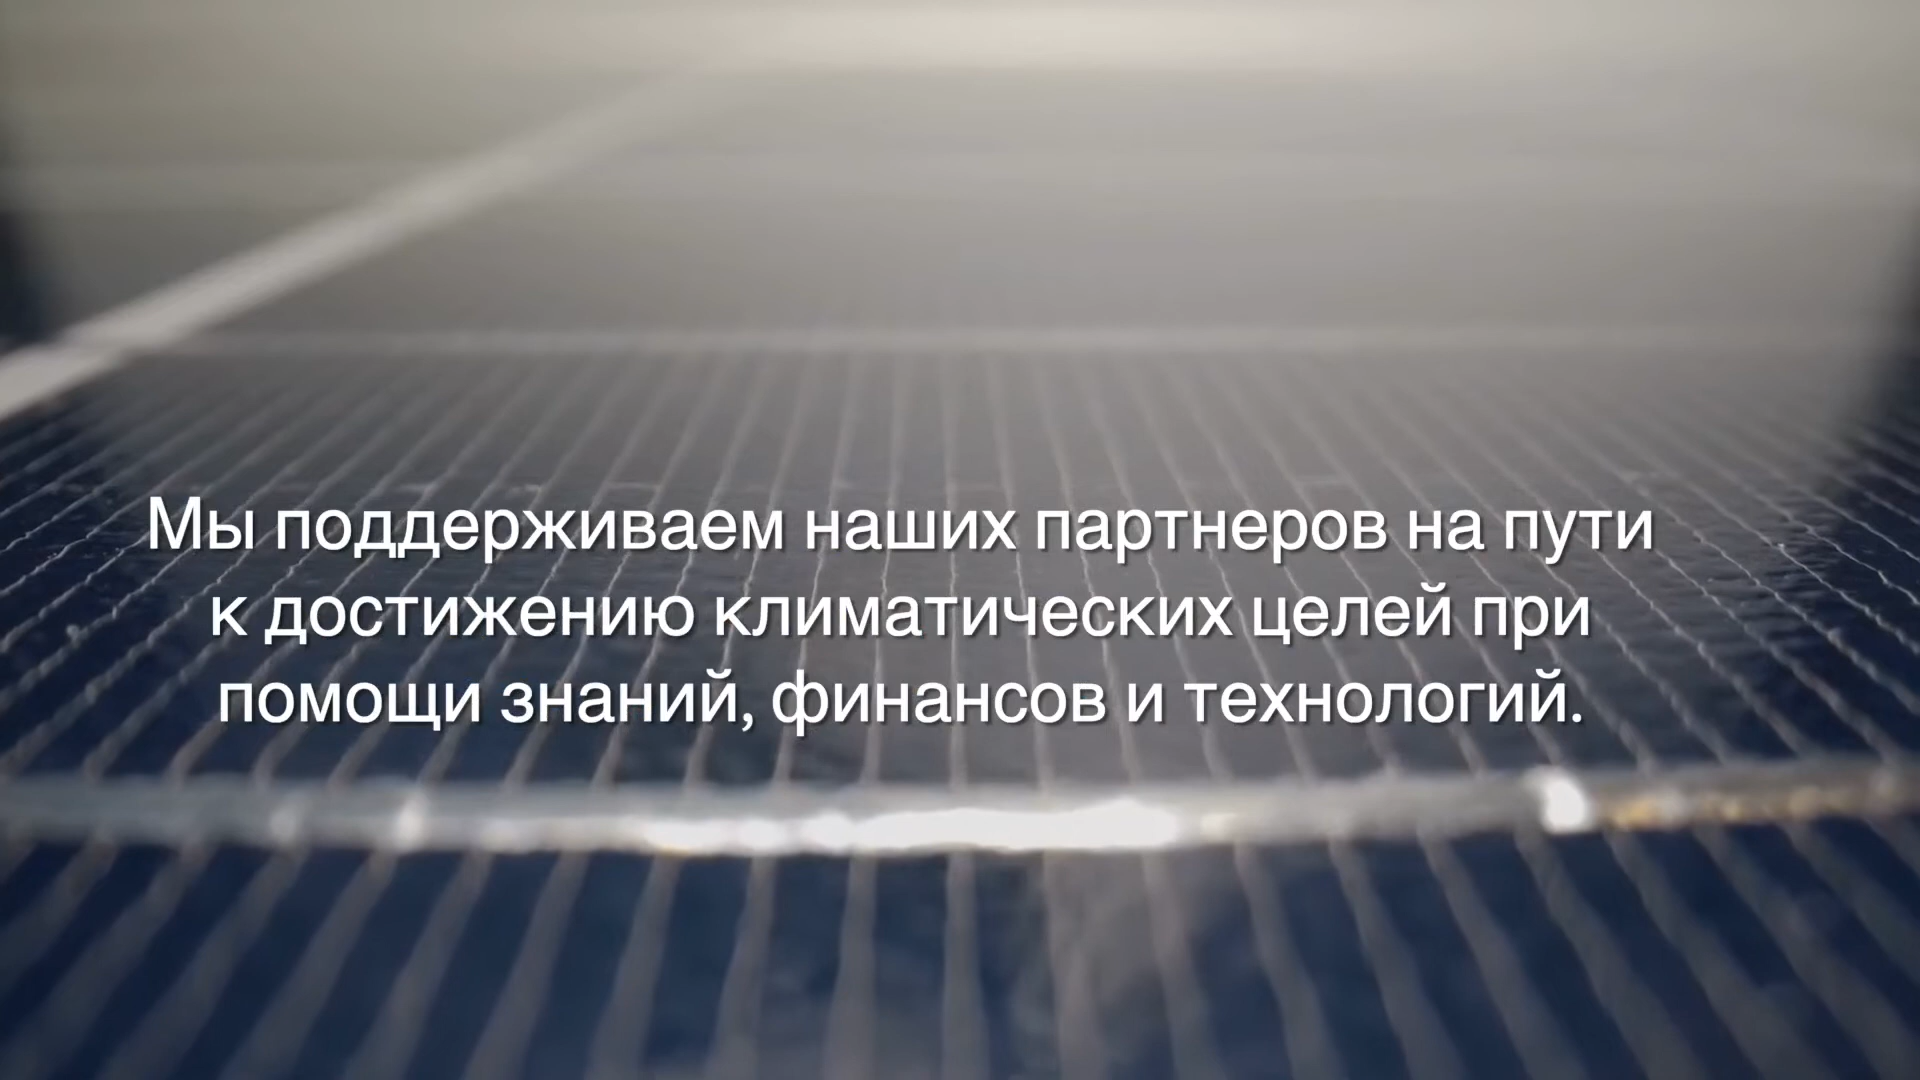 Мы поддерживаем наших партнеров на пути
к достижению климатических целей при
помощи знаний, финансов и технологий.